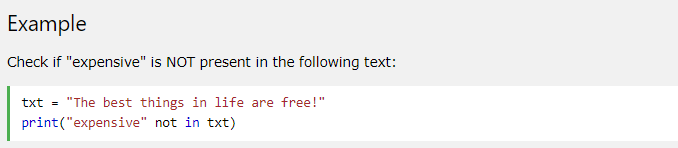 Example
Check if "expensive" is NOT present in the following text:
txt = "The best things in life are free!"
print("expensive" not in txt)